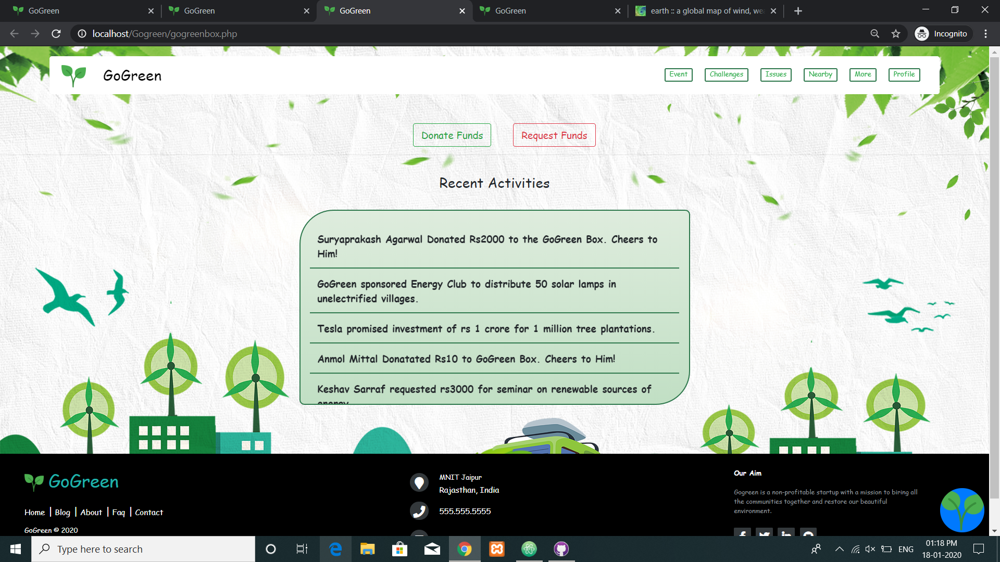 GoGreen
GoGreen
GoGreen
GoGreen
earth :: a global map of wind, wea
localhost/Gogreen/gogreenbox.php
Incognito
GoGreen
Event
Challenges
Issues
Nearby
More
Profile
Donate Funds
Request Funds
Recent Activities
Suryaprakash Agarwal Donated Rs2000 to the GoGreen Box. Cheers to
Him!
GoGreen sponsored Energy Club to distribute 50 solar lamps in
unelectrified villages.
Tesla promised investment of rs 1 crore for 1 million tree plantations.
Anmol Mittal Donatated Rs10 to GoGreen Box. Cheers to Him!
Keshav Sarraf requested rs3000 for seminar on renewable sources of
energy
GoGreen
Home | Blog | About | Faq | Contact
GoGreen © 2020
MNIT Jaipur
Rajasthan, India
555.555.5555
Our Aim
Gogreen is a non-profitable startup with a mission to biring all
the communities together and restore our beautiful
environment.
Type here to search
ENG
01:18 PM
18-01-2020